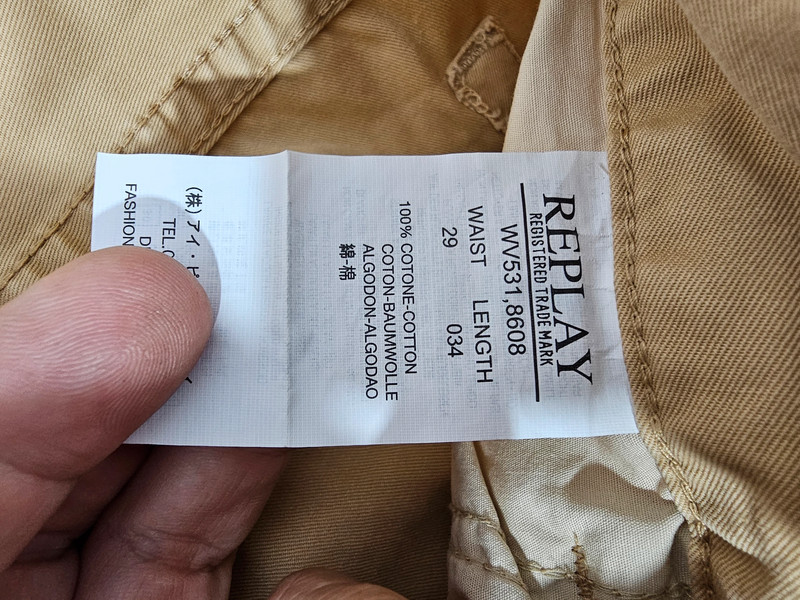 REPLAY
REGISTERED TRADE MARK
WV531,8608
WAIST LENGTH
29 034
100% COTONE-COTTON
COTON-BAUMWOLLE
ALGODON-ALGODAO
綿-棉
(株)アイ・ピ
TEL.
FASHION